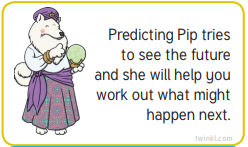 Predicting Pip tries
to see the future
and she will help you
work out what might
happen next.
twinkl.com